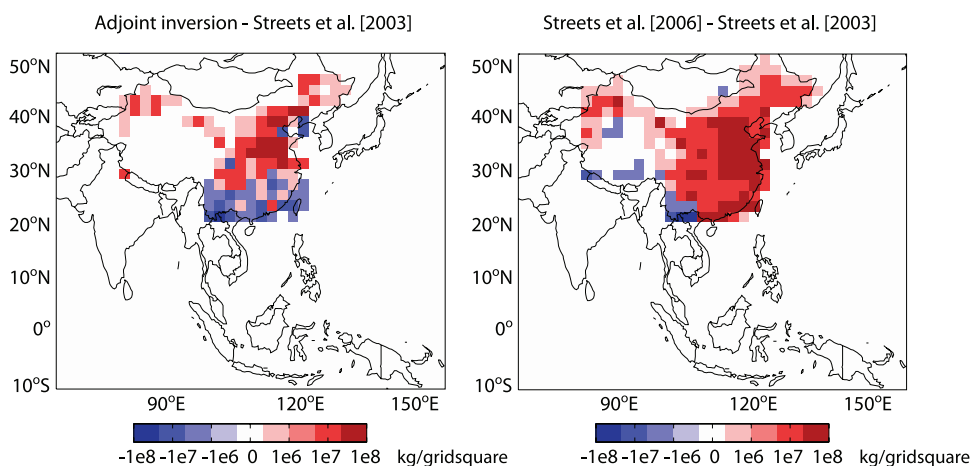 Adjoint inversion - Streets et al. [2003]
Streets et al. [2006] - Streets et al. [2003]
50°N
40°N
30°N
20°N
10°N
0°
10°S
90°E 120°E 150°E
-1e8 -1e7 -1e6 0 1e6 1e7 1e8 kg/gridsquare
50°N
40°N
30°N
20°N
10°N
0°
10°S
90°E 120°E 150°E
-1e8 -1e7 -1e6 0 1e6 1e7 1e8 kg/gridsquare